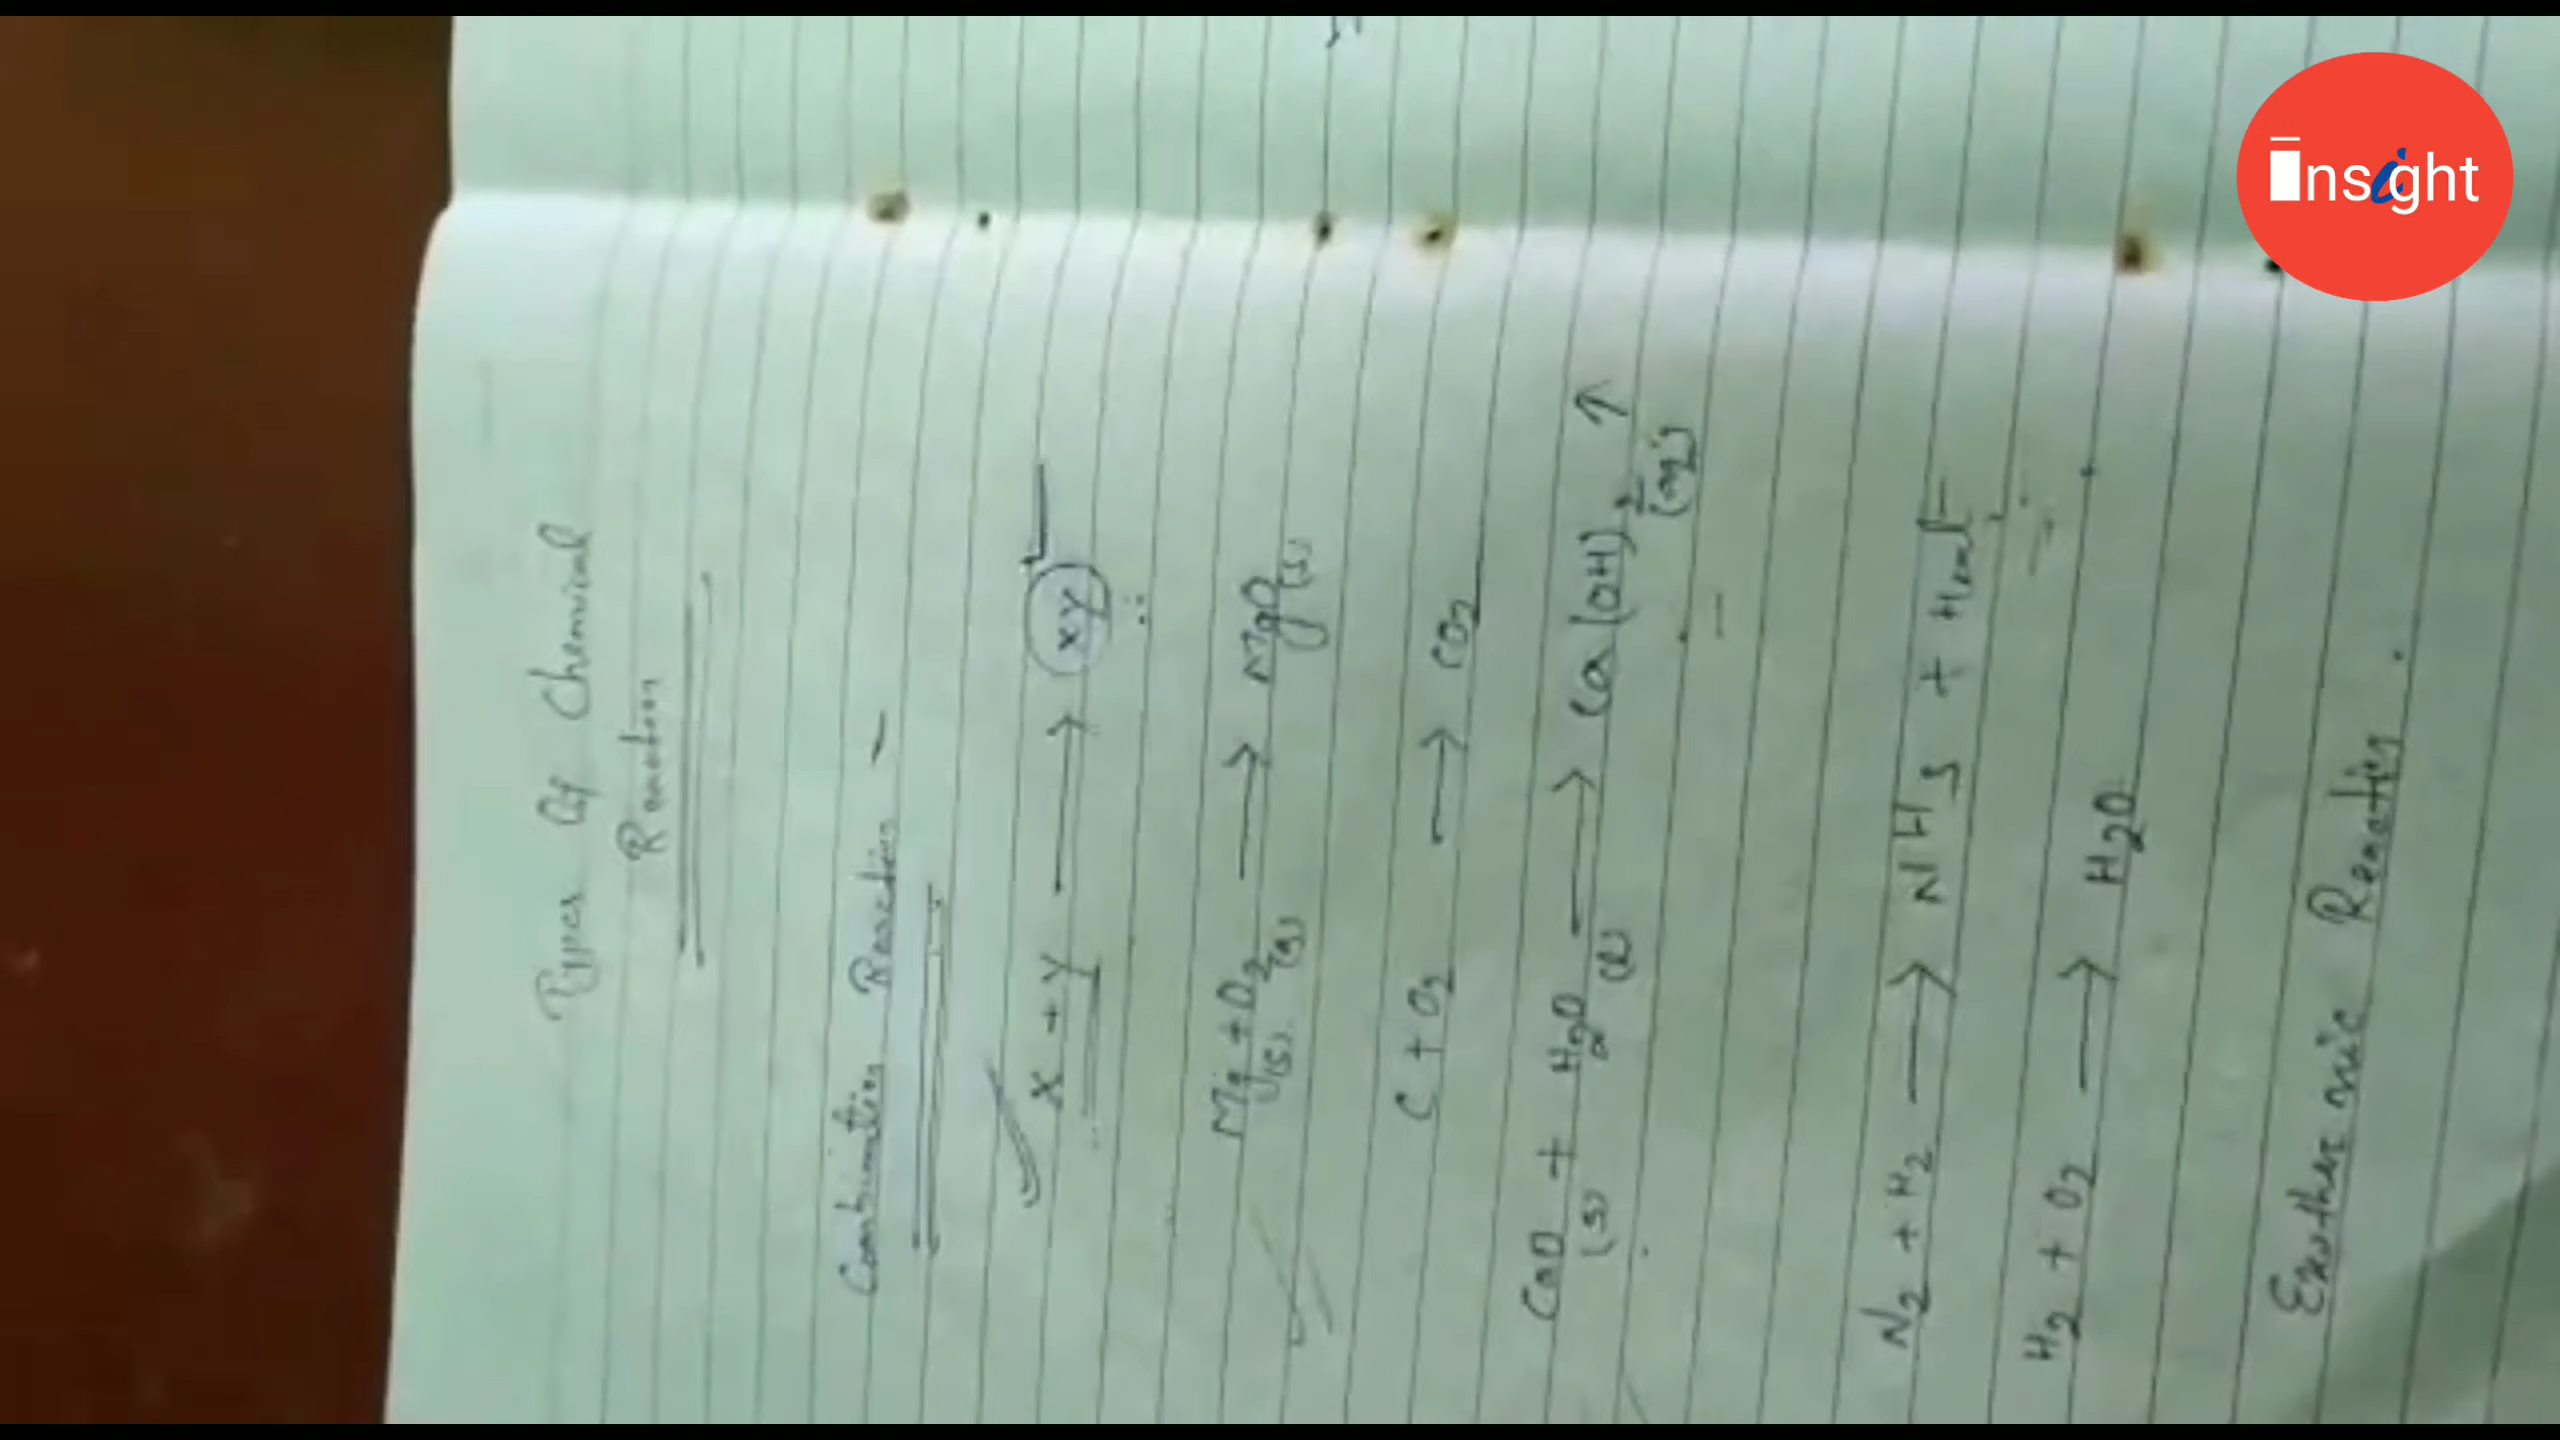 Insight
Types Of Chemical
Reaction
Combination Reaction -
X + Y → XY
Mg(s) + O2(g) → MgO(s)
C + O2 → CO2
CaO(s) + H2O(l) → Ca(OH)2(aq) ↑
N2 + H2 → NH3 + Heat
H2 + O2 → H2O
Exothermic Reaction.